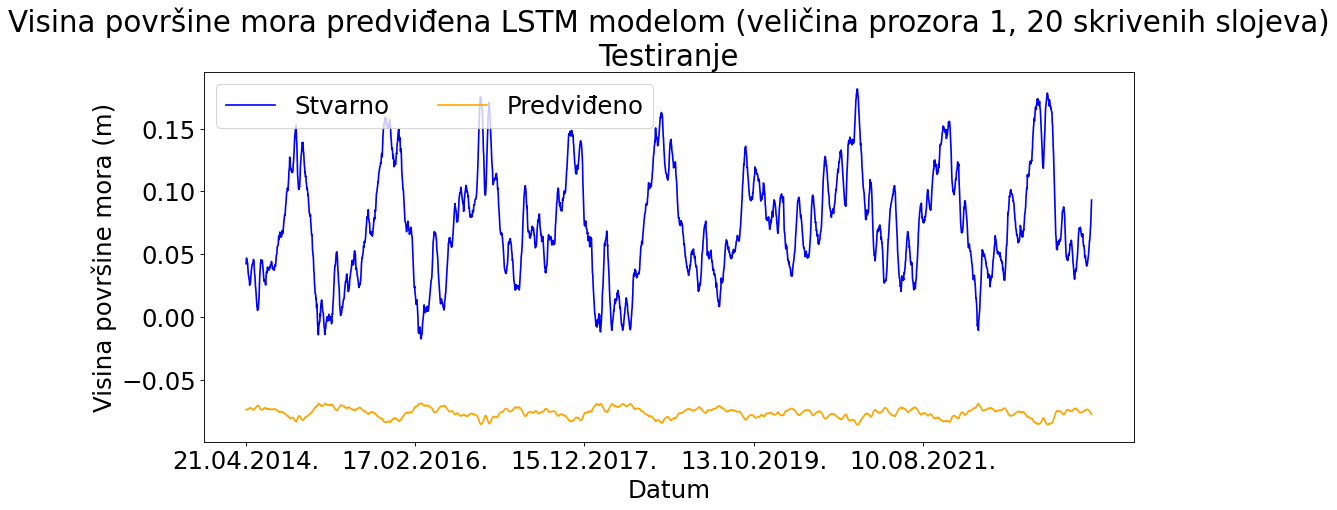 Visina površine mora predviđena LSTM modelom (veličina prozora 1, 20 skrivenih slojeva)
Testiranje
Stvarno
Predviđeno
Visina površine mora (m)
0.15
0.10
0.05
0.00
−0.05
21.04.2014.
17.02.2016.
15.12.2017.
13.10.2019.
10.08.2021.
Datum